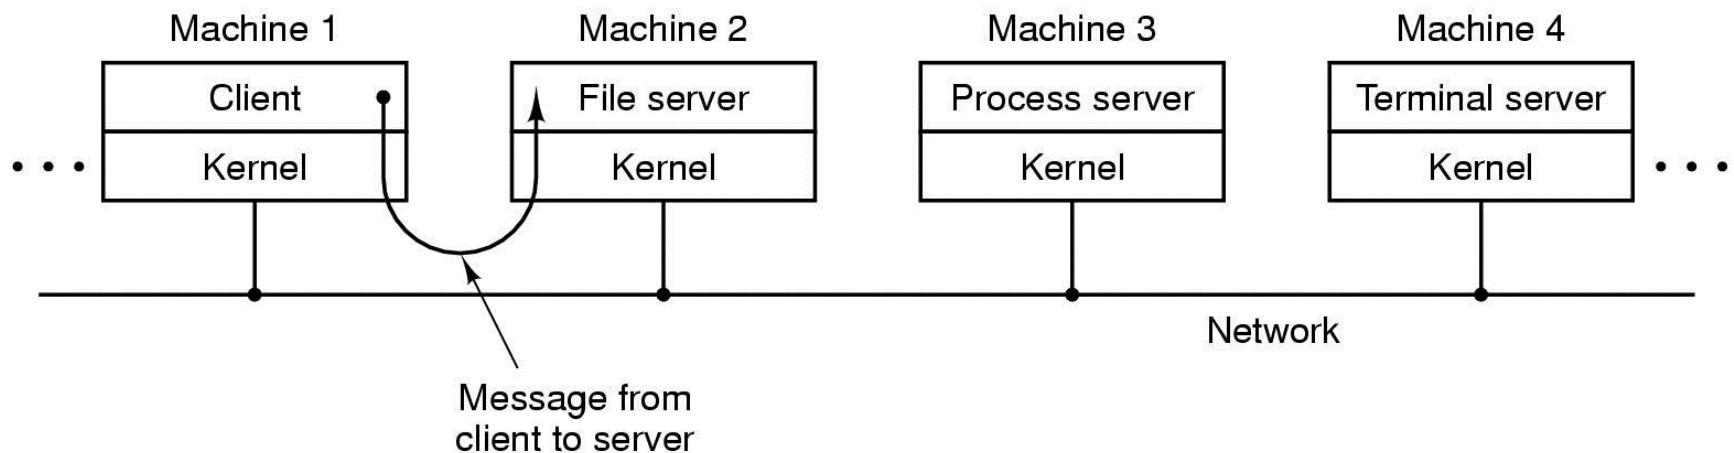 Machine 1
Machine 2
Machine 3
Machine 4
Client
File server
Process server
Terminal server
Kernel
Kernel
Kernel
Kernel
Network
Message from
client to server